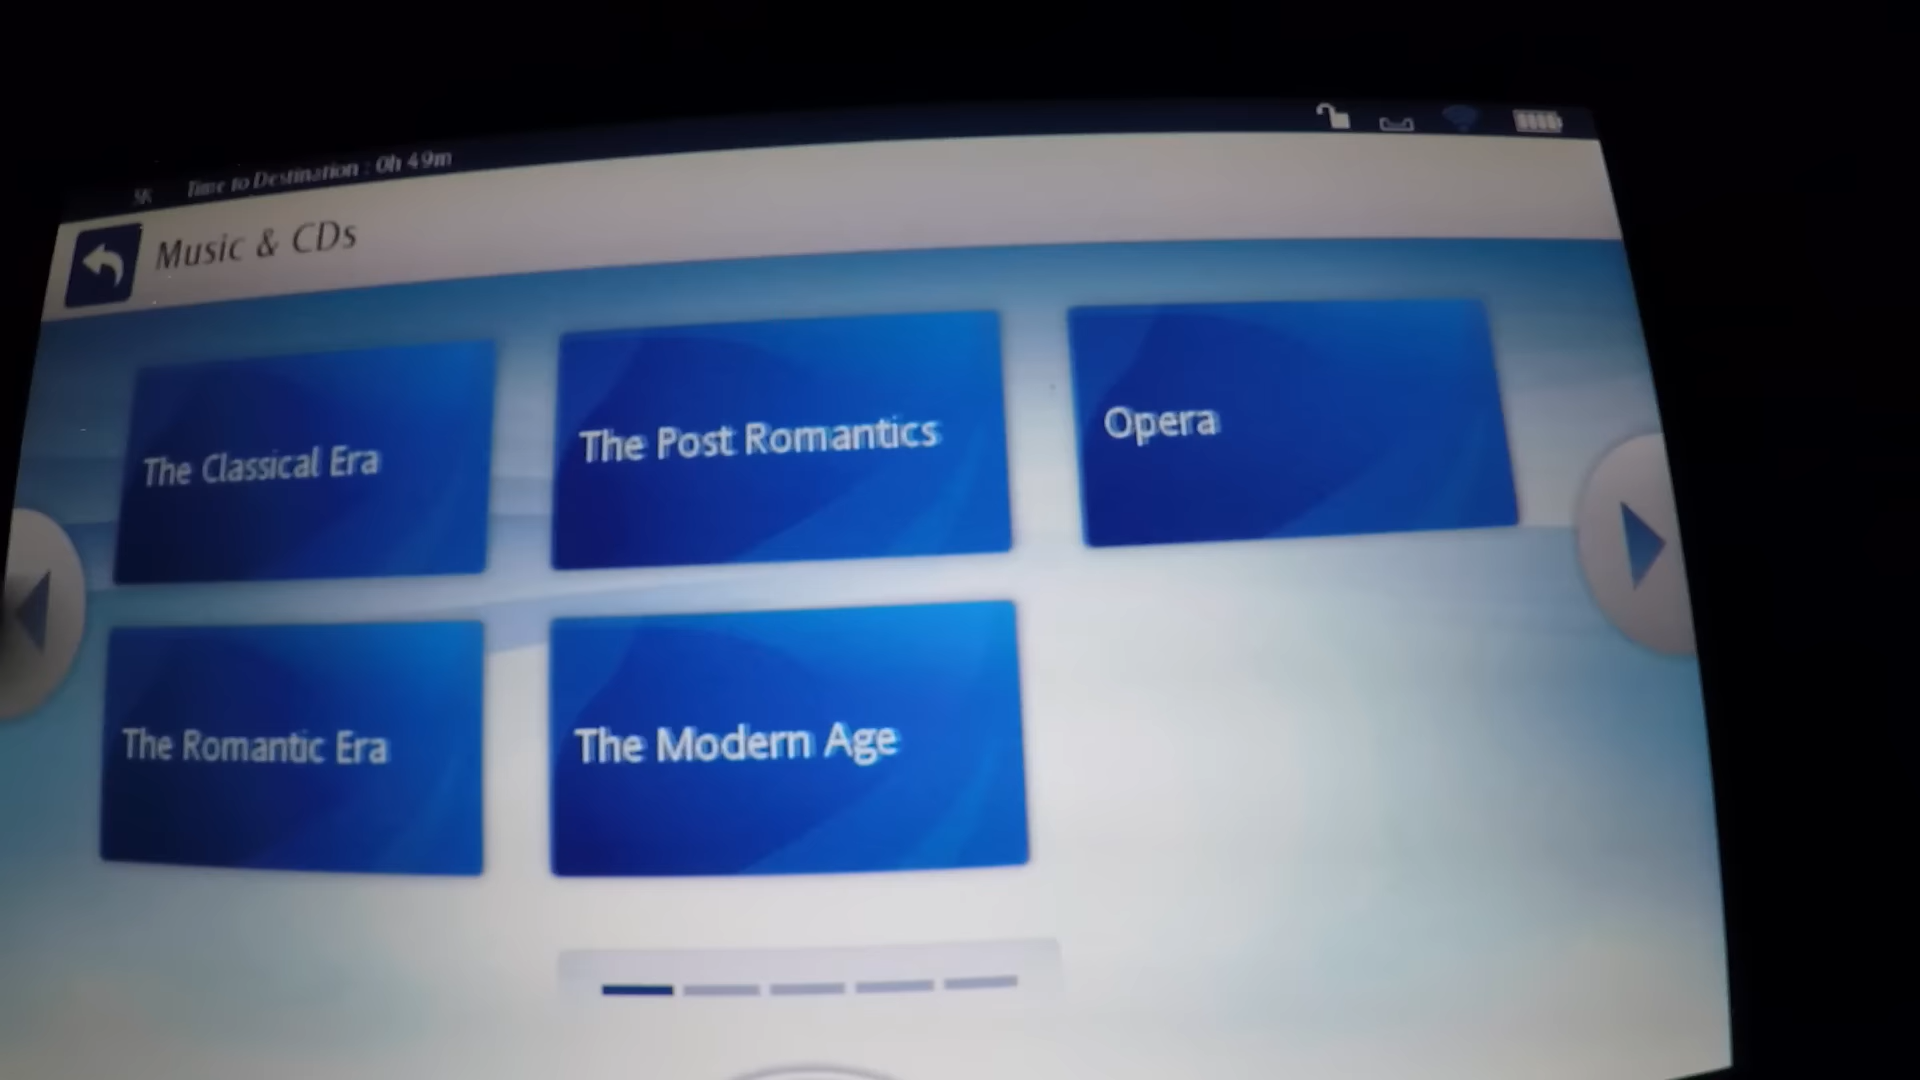 Time to Destination : 0h 49m
Music & CDs
The Classical Era
The Post Romantics
Opera
The Romantic Era
The Modern Age